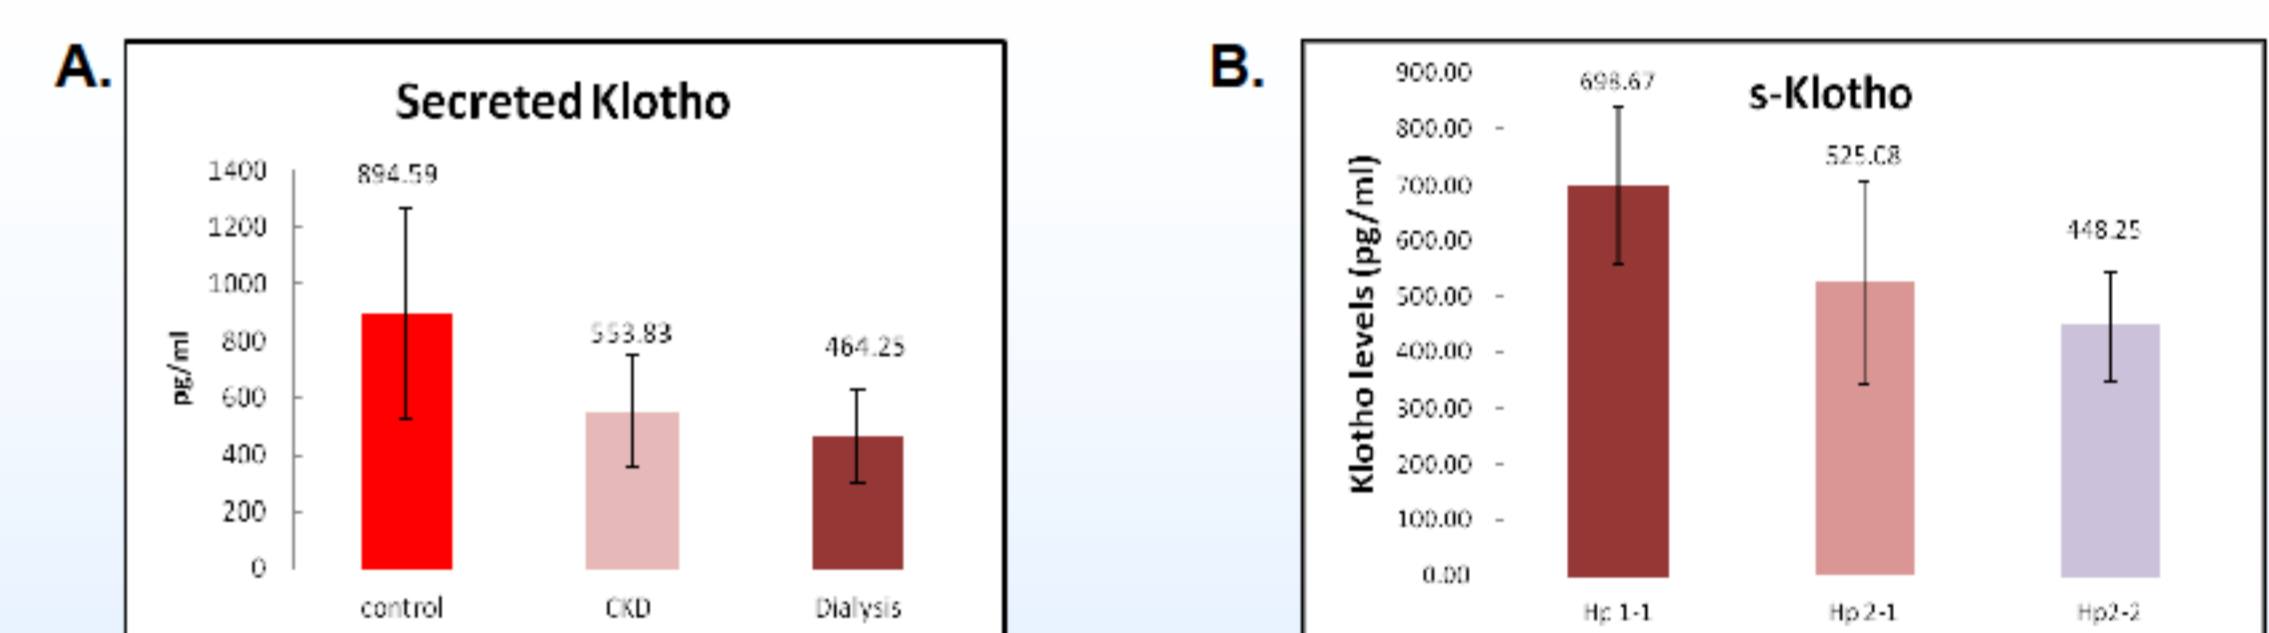 A.
Secreted Klotho
1400
1200
1000
800
600
400
200
0
pg/ml
894.59
553.83
464.25
control
CKD
Dialysis
B.
s-Klotho
900.00
800.00
700.00
600.00
500.00
400.00
300.00
200.00
100.00
0.00
Klotho levels (pg/ml)
698.67
525.08
448.25
Hp 1-1
Hp 2-1
Hp2-2